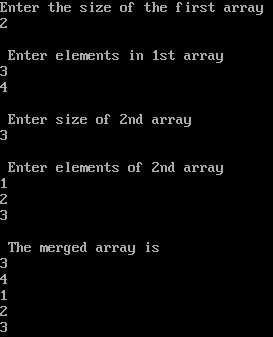 Enter the size of the first array
2
Enter elements in 1st array
3
4
Enter size of 2nd array
3
Enter elements of 2nd array
1
2
3
The merged array is
3
4
1
2
3